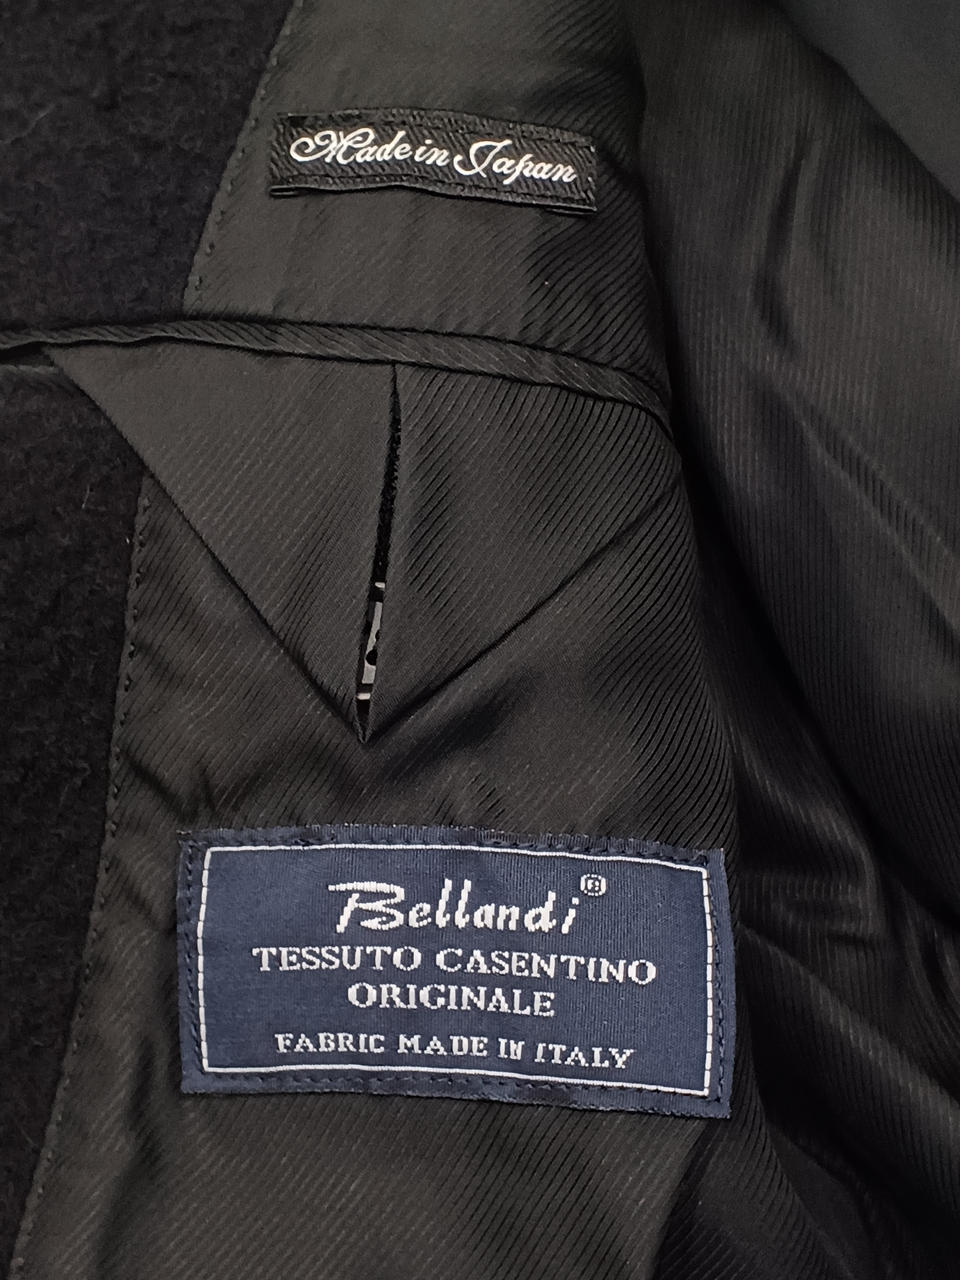 Made in Japan
Bellandi®
TESSUTO CASENTINO
ORIGINALE
FABRIC MADE IN ITALY